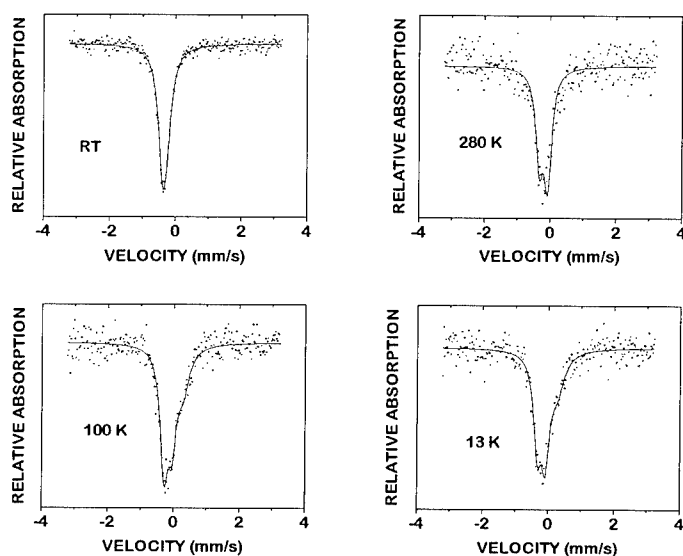 RELATIVE ABSORPTION
RT
-4 -2 0 2 4
VELOCITY (mm/s)
RELATIVE ABSORPTION
280 K
-4 -2 0 2 4
VELOCITY (mm/s)
RELATIVE ABSORPTION
100 K
-4 -2 0 2 4
VELOCITY (mm/s)
RELATIVE ABSORPTION
13 K
-4 -2 0 2 4
VELOCITY (mm/s)